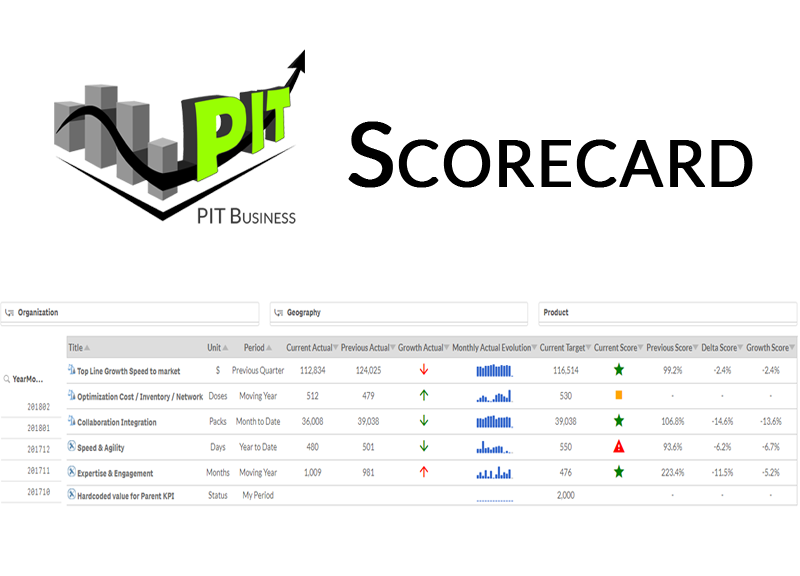 PIT
PIT BUSINESS
SCORECARD
Organization Geography Product
Title Unit Period Current Actual Previous Actual Growth Actual Monthly Actual Evolution Current Target Current Score Previous Score Delta Score Growth Score
Top Line Growth Speed to market $ Previous Quarter 112,834 124,025 116,514 99.2% -2.4% -2.4%
YearMo...
Optimization Cost / Inventory / Network Doses Moving Year 512 479 530 - - -
201802
Collaboration Integration Packs Month to Date 36,008 39,038 39,038 106.8% -14.6% -13.6%
201801
Speed & Agility Days Year to Date 480 501 550 93.6% -6.2% -6.7%
201712
Expertise & Engagement Months Moving Year 1,009 981 476 223.4% -11.5% -5.2%
201711
201710
Hardcoded value for Parent KPI Status My Period 2,000 - - -